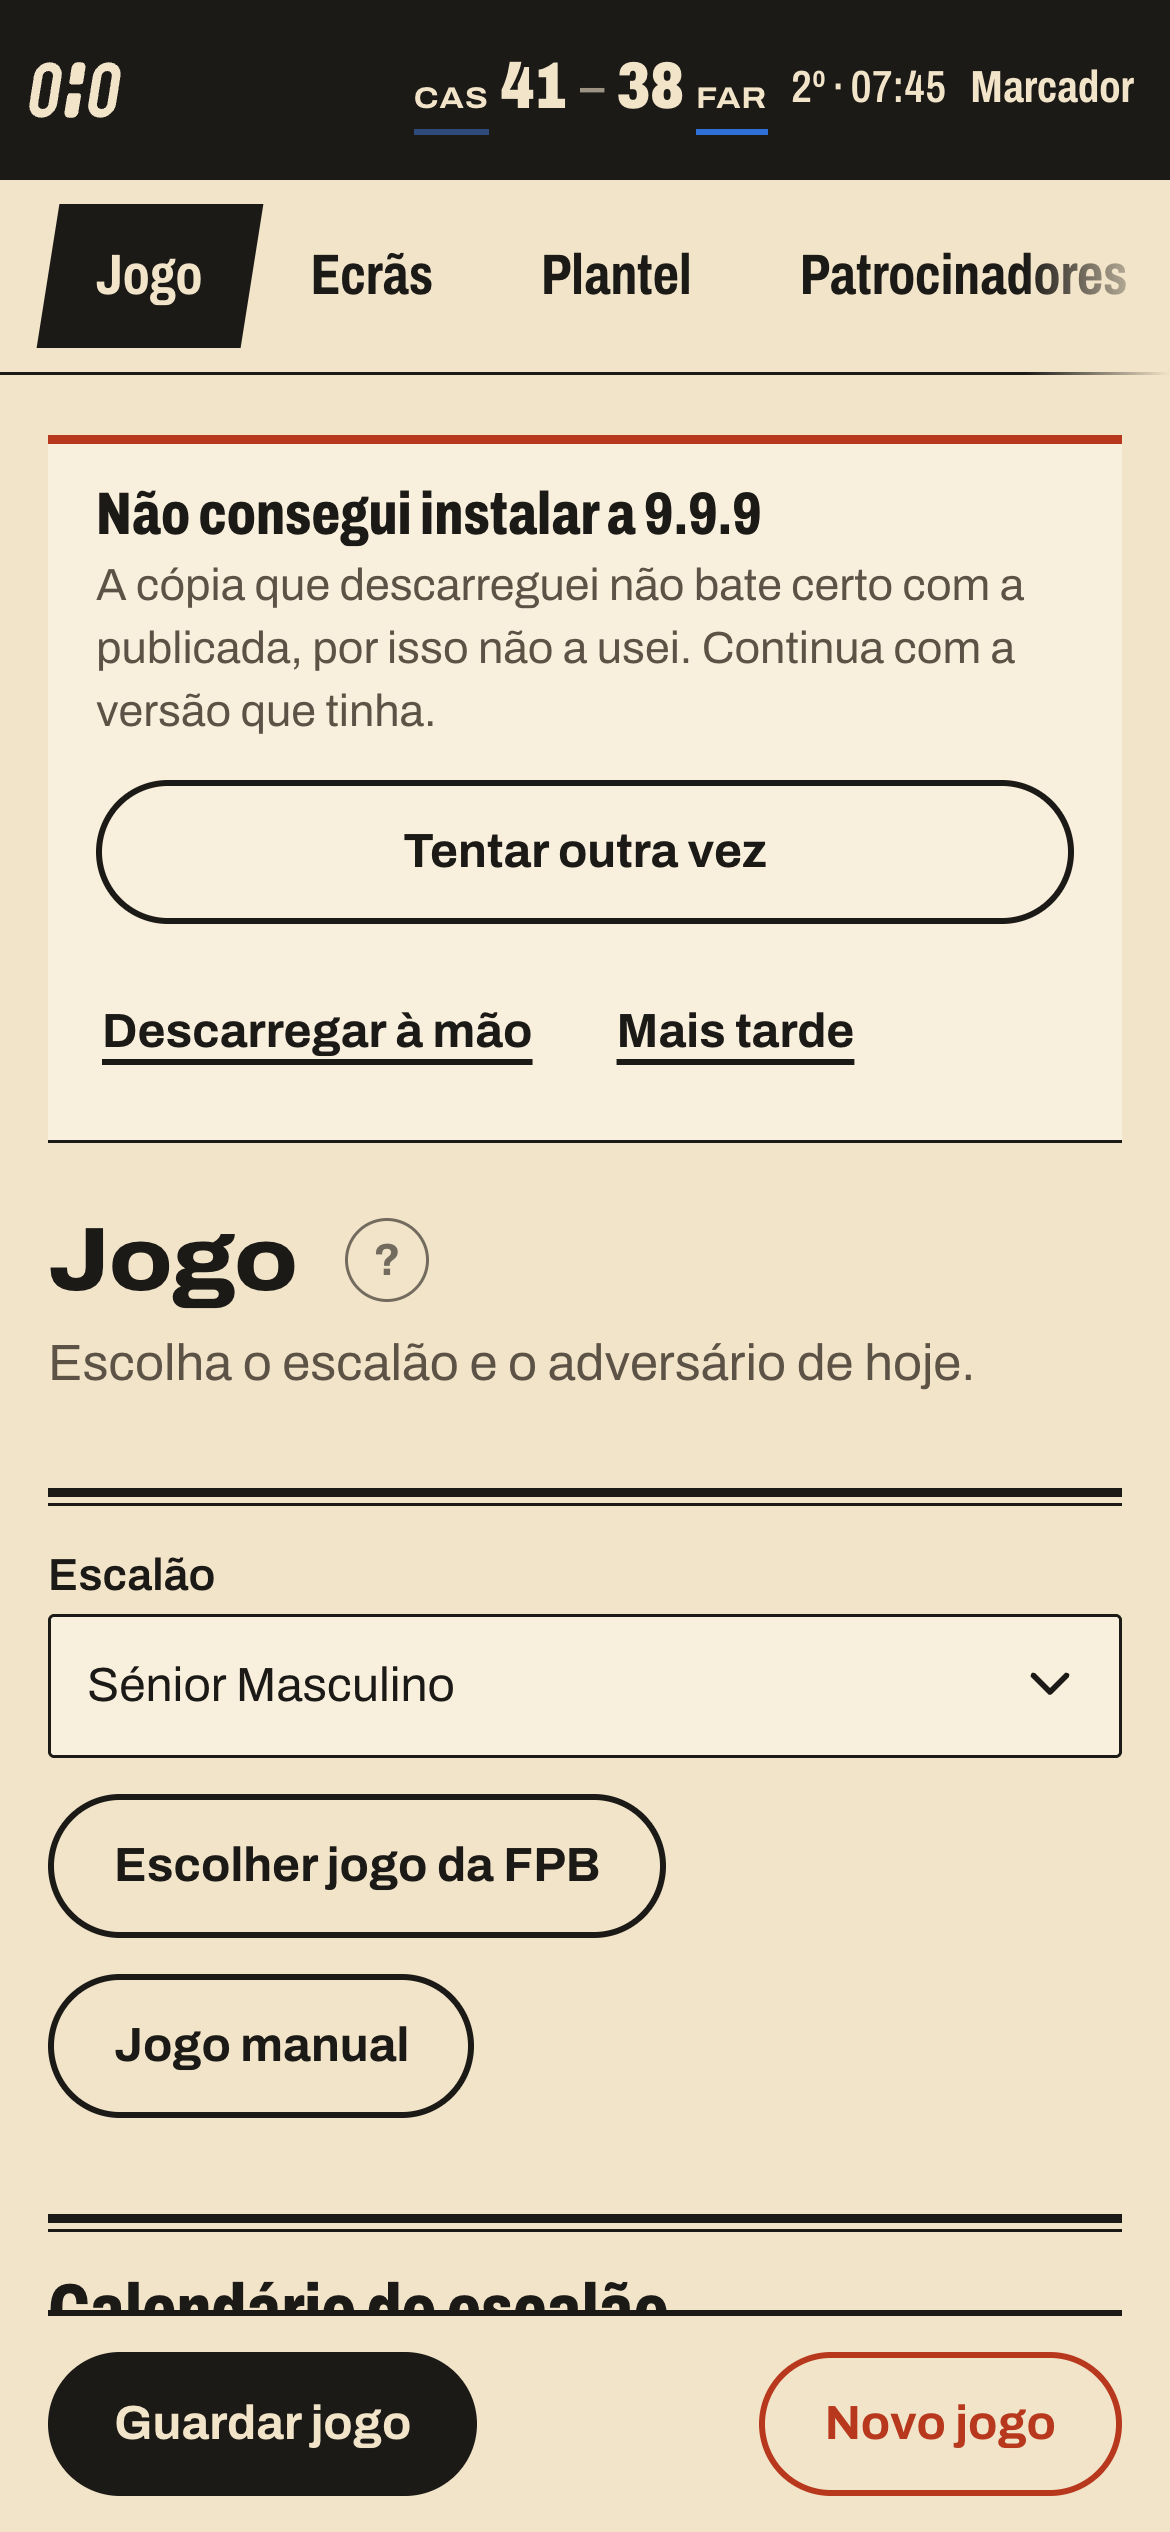 0:0
CAS 41 – 38 FAR 2º · 07:45 Marcador
Jogo Ecrãs Plantel Patrocinadores
Não consegui instalar a 9.9.9
A cópia que descarreguei não bate certo com a
publicada, por isso não a usei. Continua com a
versão que tinha.
Tentar outra vez
Descarregar à mão Mais tarde
Jogo ?
Escolha o escalão e o adversário de hoje.
Escalão
Sénior Masculino
Escolher jogo da FPB
Jogo manual
Calendário do escalão
Guardar jogo Novo jogo